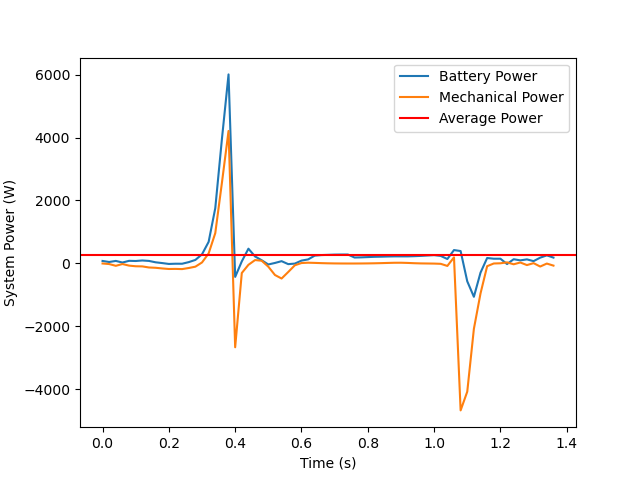 6000
4000
2000
0
−2000
−4000
System Power (W)
Battery Power
Mechanical Power
Average Power
0.0 0.2 0.4 0.6 0.8 1.0 1.2 1.4
Time (s)